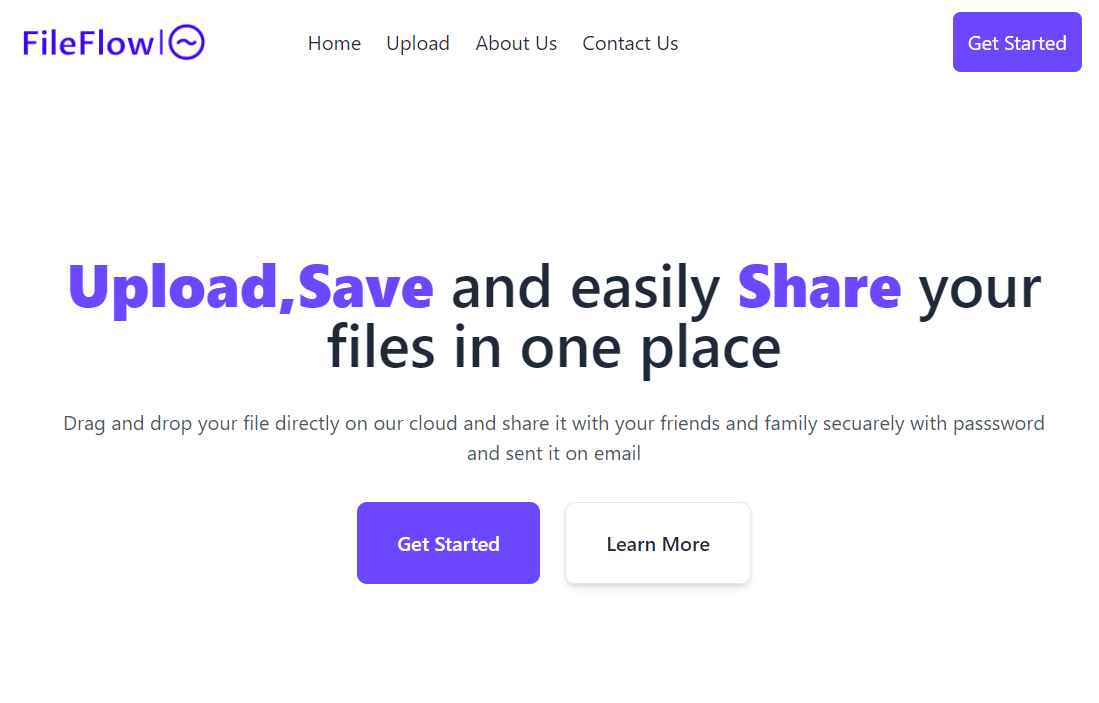 FileFlow
Home
Upload
About Us
Contact Us
Get Started
Upload,Save and easily Share your
files in one place
Drag and drop your file directly on our cloud and share it with your friends and family secuarely with passsword
and sent it on email
Get Started
Learn More